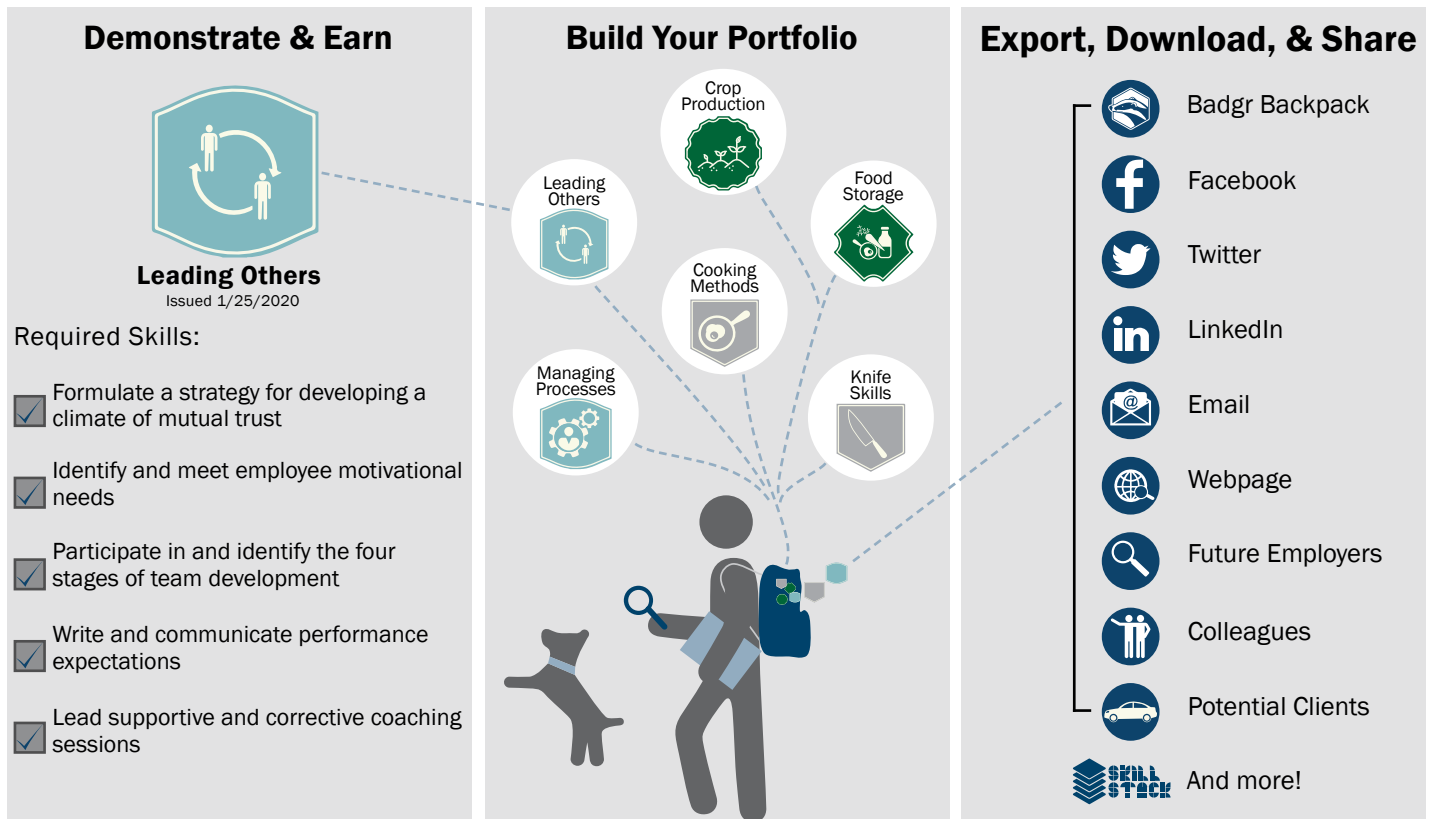 Demonstrate & Earn
Leading Others
Issued 1/25/2020
Required Skills:
Formulate a strategy for developing a
climate of mutual trust
Identify and meet employee motivational
needs
Participate in and identify the four
stages of team development
Write and communicate performance
expectations
Lead supportive and corrective coaching
sessions
Build Your Portfolio
Crop
Production
Leading
Others
Food
Storage
Cooking
Methods
Managing
Processes
Knife
Skills
Export, Download, & Share
Badgr Backpack
f Facebook
Twitter
in LinkedIn
@ Email
Webpage
Future Employers
Colleagues
Potential Clients
SKILL
STACK
And more!